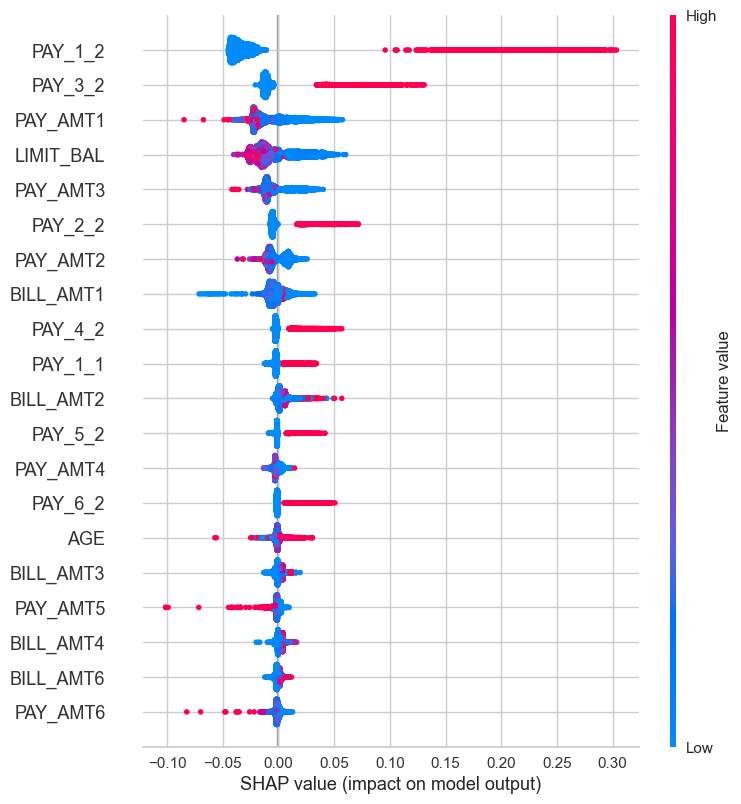 High
PAY_1_2
PAY_3_2
PAY_AMT1
LIMIT_BAL
PAY_AMT3
PAY_2_2
PAY_AMT2
BILL_AMT1
PAY_4_2
PAY_1_1
BILL_AMT2
PAY_5_2
PAY_AMT4
PAY_6_2
AGE
BILL_AMT3
PAY_AMT5
BILL_AMT4
BILL_AMT6
PAY_AMT6
Feature value
Low
−0.10 −0.05 0.00 0.05 0.10 0.15 0.20 0.25 0.30
SHAP value (impact on model output)